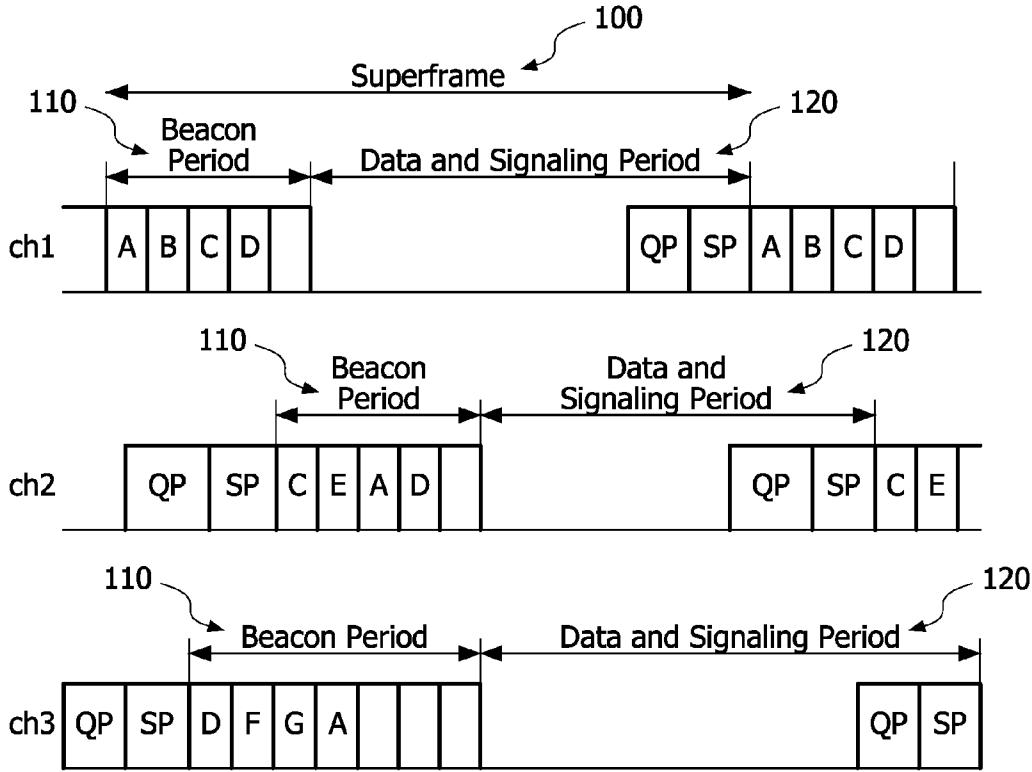 100
Superframe
110
120
Beacon
Period
Data and Signaling Period
ch1
A B C D QP SP A B C D
110
120
Beacon
Period
Data and
Signaling Period
ch2
QP SP C E A D QP SP C E
110
120
Beacon Period
Data and Signaling Period
ch3
QP SP D F G A QP SP